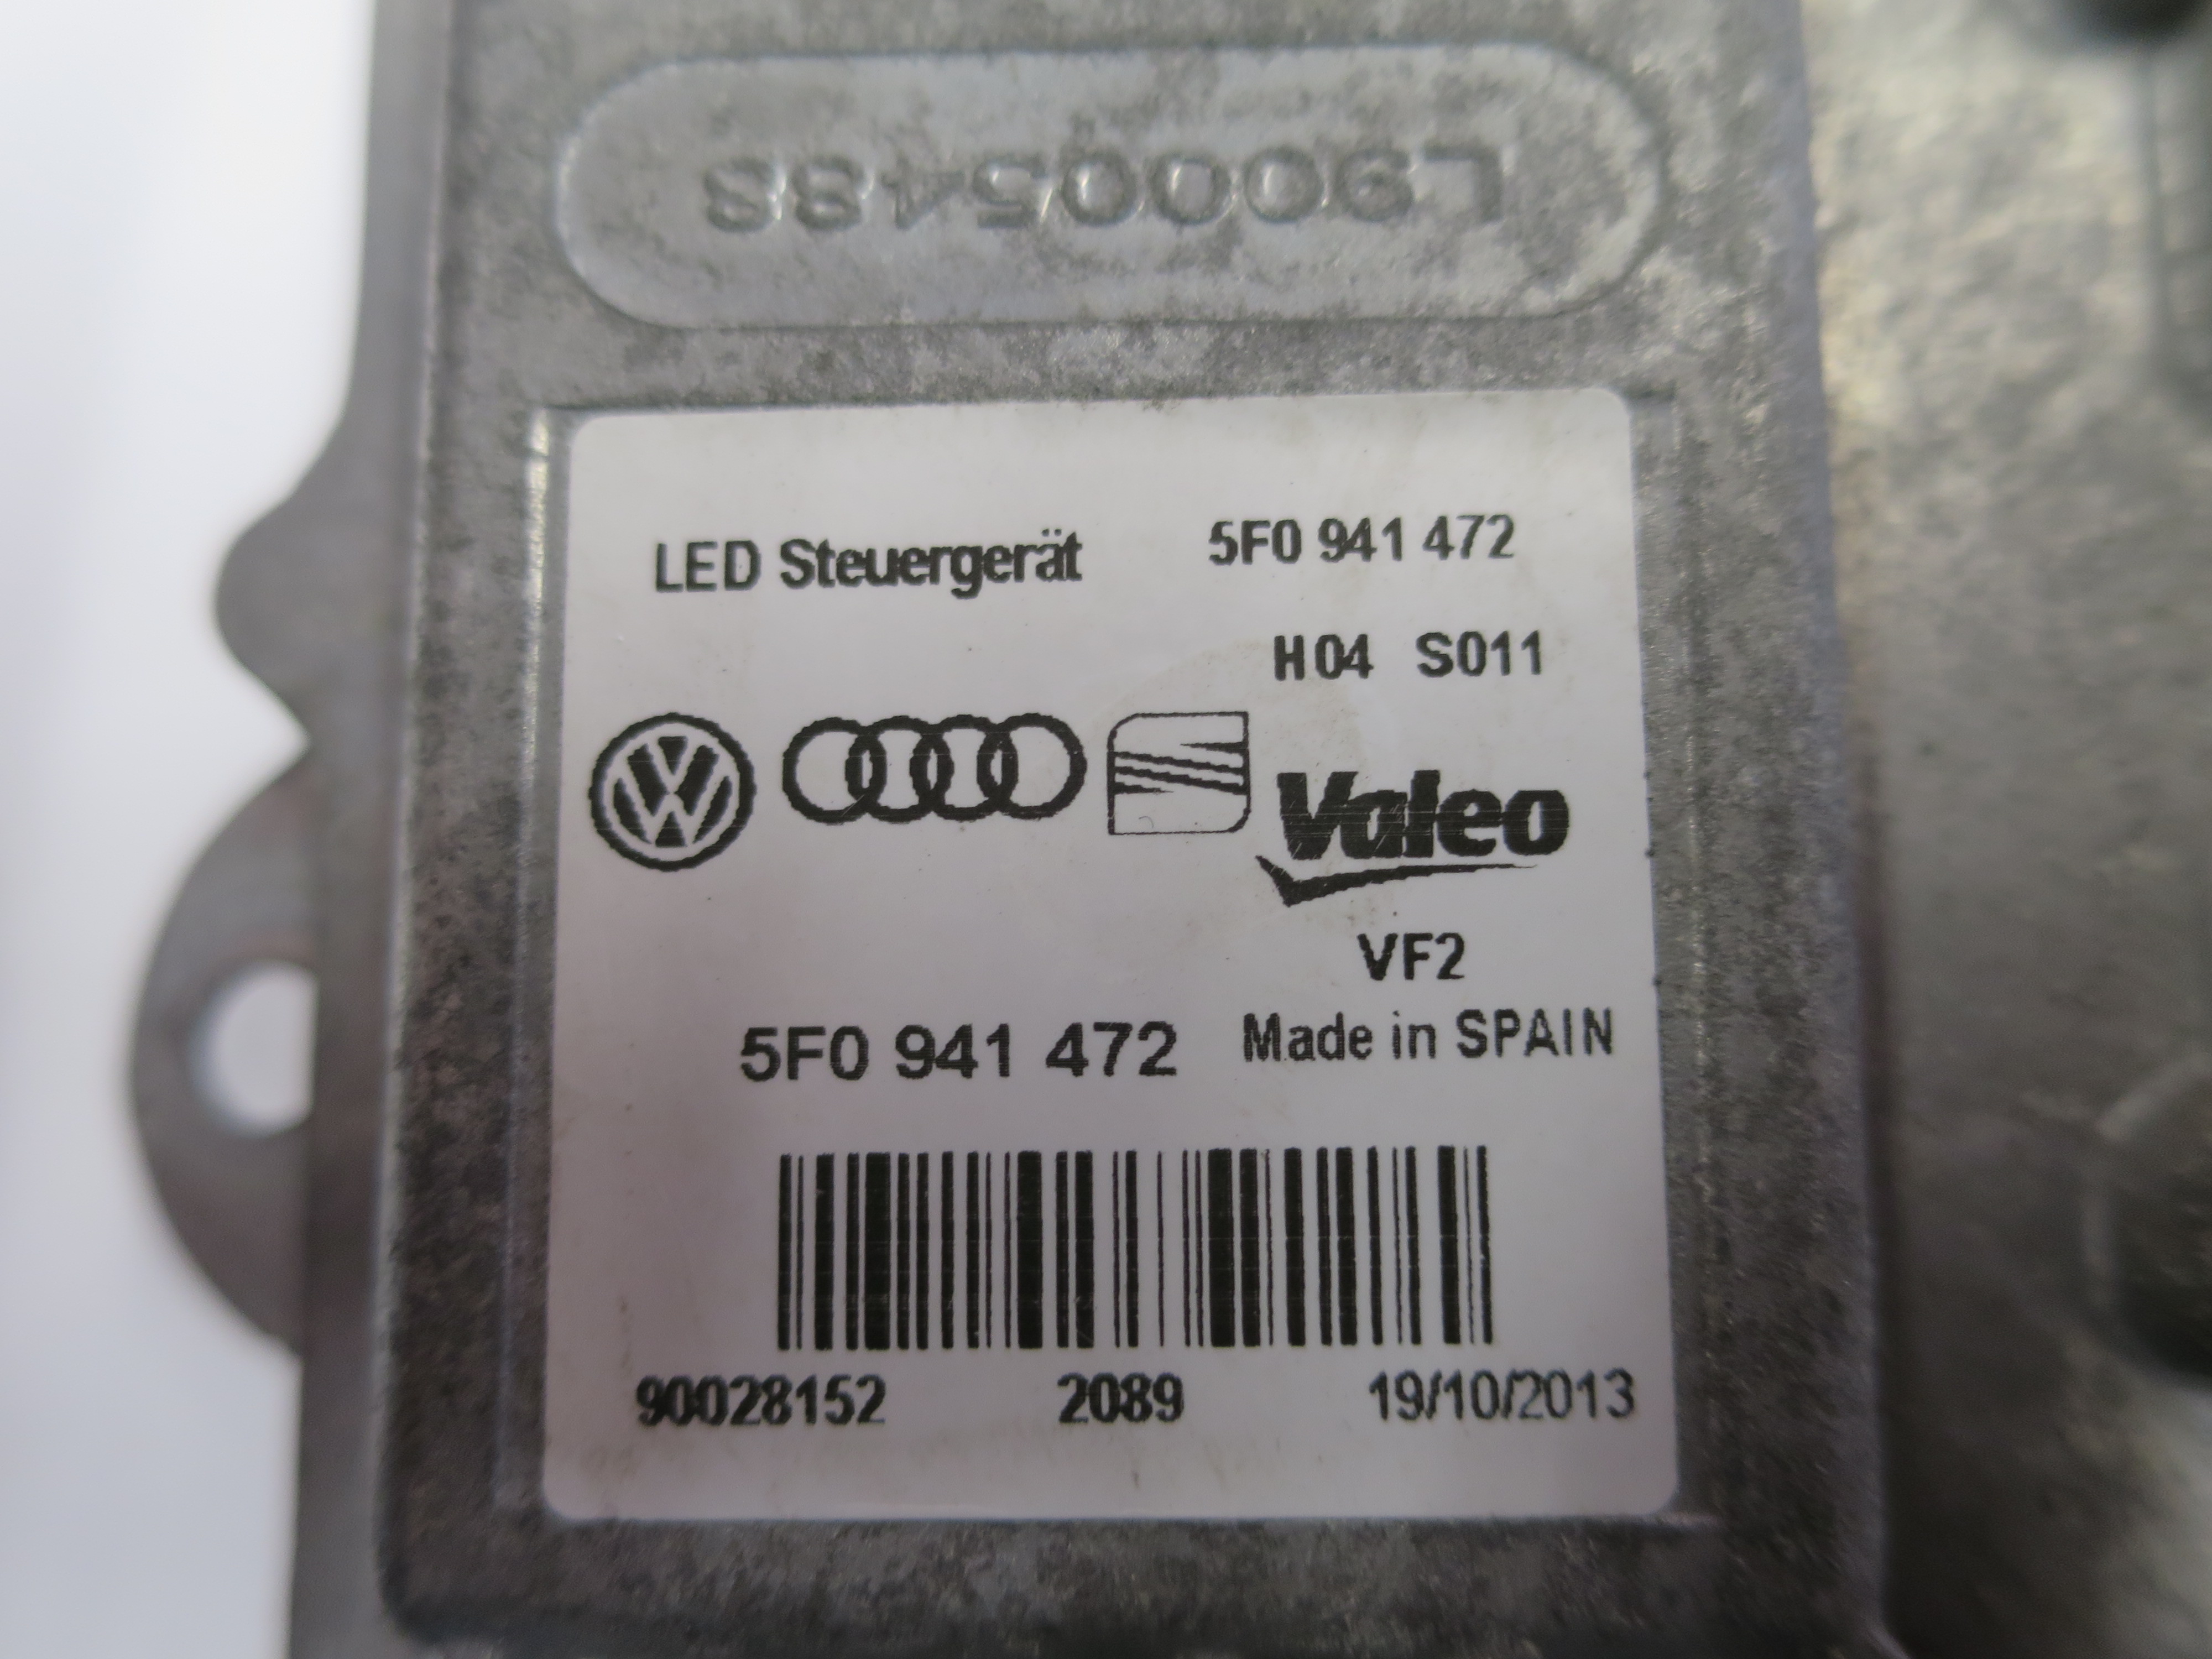 L90005488
LED Steuergerät 5F0 941 472
H04 S011
Valeo
VF2
5F0 941 472 Made in SPAIN
90028152 2089 19/10/2013